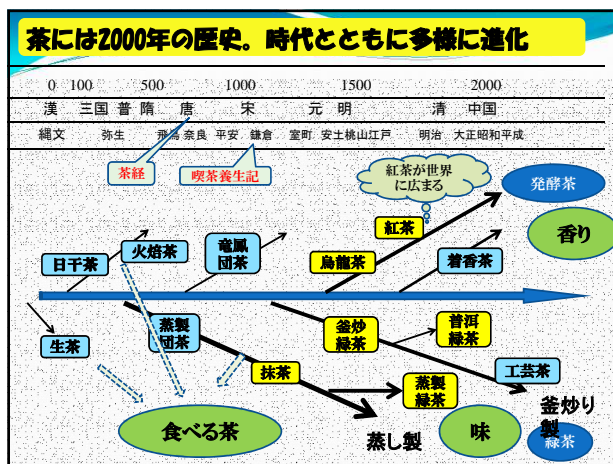 茶には2000年の歴史。時代とともに多様に進化
0 100 500 1000 1500 2000
漢 三国 普 隋 唐 宋 元 明 清 中国
縄文 弥生 飛鳥 奈良 平安 鎌倉 室町 安土桃山江戸 明治 大正昭和平成
茶経
喫茶養生記
紅茶が世界
に広まる
発酵茶
紅茶
香り
日干茶
火焙茶
竜鳳
団茶
烏龍茶
着香茶
生茶
蒸製
団茶
釜炒
緑茶
普洱
緑茶
抹茶
蒸製
緑茶
工芸茶
食べる茶
蒸し製
味
釜炒り
製
緑茶